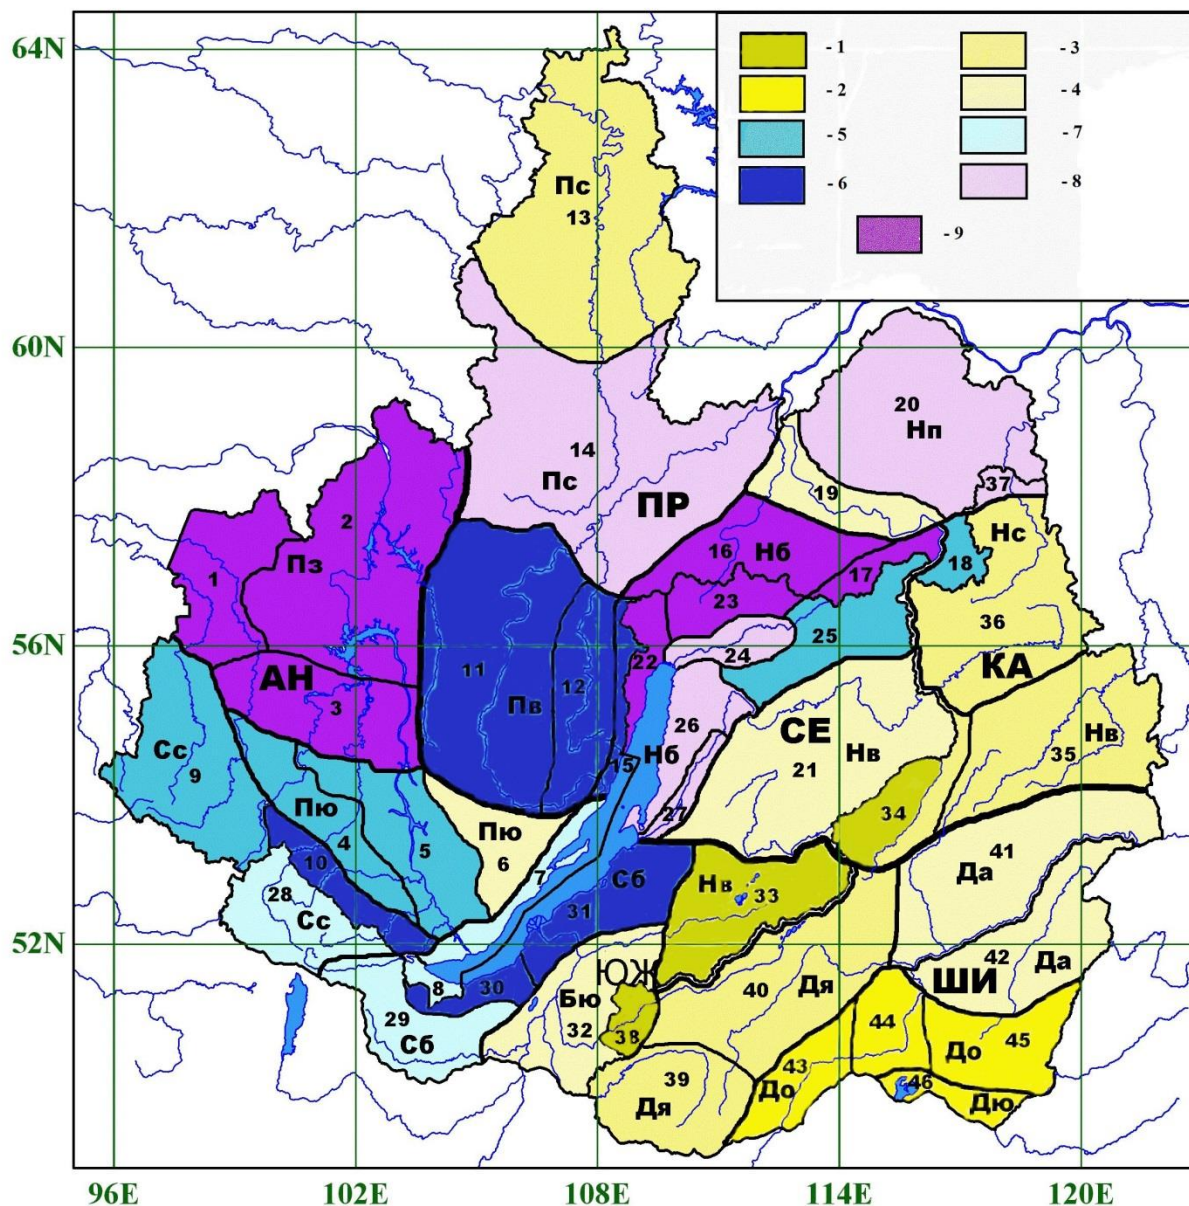 64N
- 1
- 3
- 2
- 4
- 5
- 7
- 6
- 8
- 9
Пс
13
60N
20
Нп
14
Пс
ПР
19
37
2
Пз
1
16
Нб
17
18
Нс
23
36
56N
25
24
22
КА
АН
3
11
Пв
12
26
СЕ
Нв
21
Нв
35
Сс
9
Нб
15
Пю
4
5
Пю
6
27
34
10
7
41
Да
28
Сс
Сб
31
Нв
33
52N
8
30
ЮЖ
42
Да
ШИ
40
Дя
29
Сб
Бю
32
38
44
До
45
43
До
39
Дя
46
Дю
96E
102E
108E
114E
120E